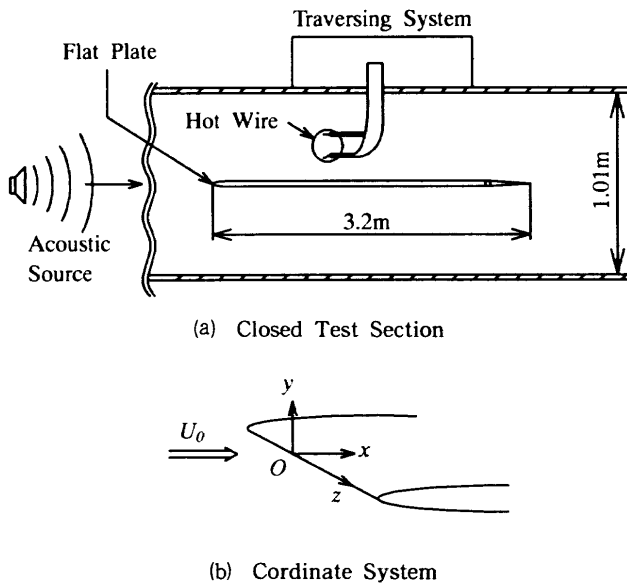 Traversing System
Flat Plate
Hot Wire
1.01m
3.2m
Acoustic
Source
(a) Closed Test Section
y
U0
x
O
z
(b) Cordinate System